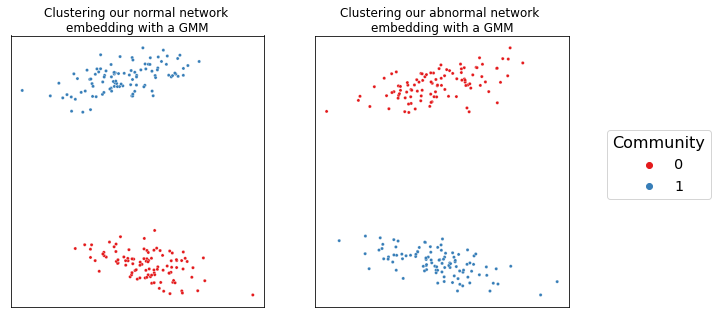 Clustering our normal network
embedding with a GMM
Clustering our abnormal network
embedding with a GMM
Community
0
1